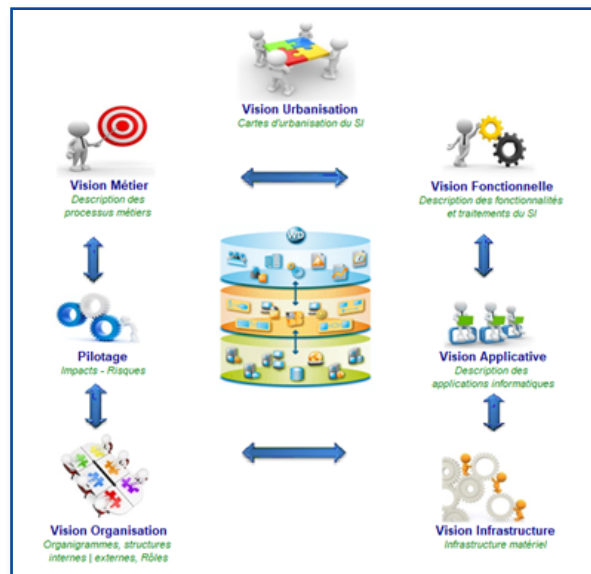 Vision Urbanisation
Cartes d'urbanisation du SI
Vision Métier
Description des
processus métiers
Vision Fonctionnelle
Description des fonctionnalités
et traitements du SI
WD
Pilotage
Impacts - Risques
Vision Applicative
Description des
applications informatiques
Vision Organisation
Organigrammes, structures
internes | externes, Rôles
Vision Infrastructure
Infrastructure matériel